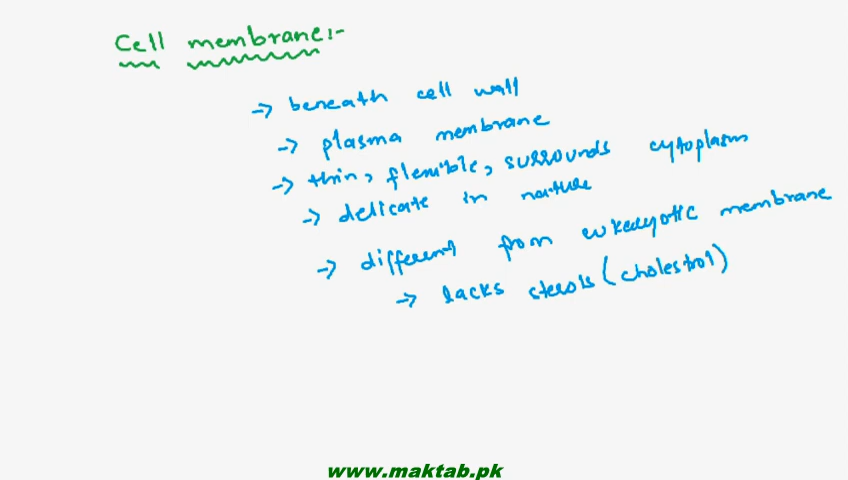 Cell membrane:-
→ beneath cell wall
→ plasma membrane
→ thin, flexible, surrounds cytoplasm
→ delicate in nature
→ different from eukaryotic membrane
→ lacks sterols (cholestrol)
www.maktab.pk